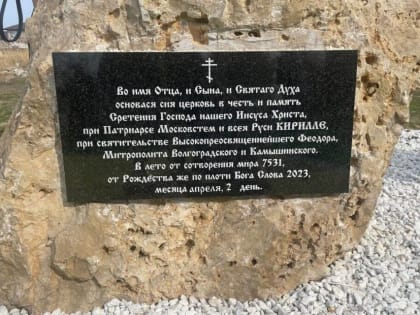 Во имя Отца, и Сына, и Святаго Духа
основася сия церковь в честь и память
Сретения Господа нашего Иисуса Христа,
при Патриарсе Московстем и всея Руси КИРИЛЛЕ,
при святительстве Высокопреосвященнейшего Феодора,
Митрополита Волгоградского и Камышинского.
В лето от сотворения мира 7531,
от Рождества же по плоти Бога Слова 2023,
месяца апреля, 2 день.